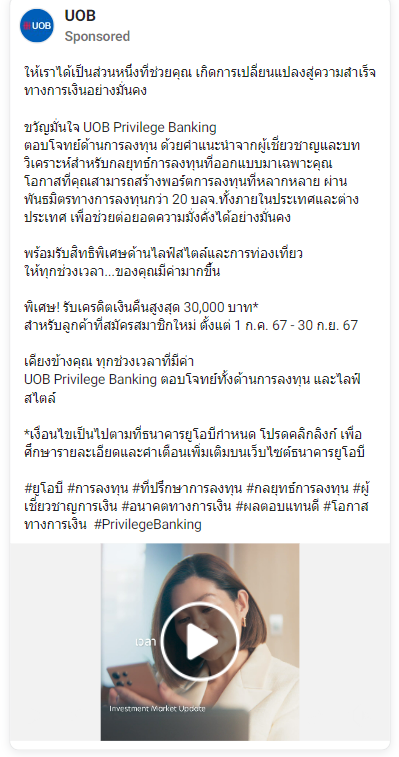 UOB
UOB
Sponsored
ให้เราได้เป็นส่วนหนึ่งที่ช่วยคุณ เกิดการเปลี่ยนแปลงสู่ความสำเร็จ
ทางการเงินอย่างมั่นคง
ขวัญมั่นใจ UOB Privilege Banking
ตอบโจทย์ด้านการลงทุน ด้วยคำแนะนำจากผู้เชี่ยวชาญและบท
วิเคราะห์สำหรับกลยุทธ์การลงทุนที่ออกแบบมาเฉพาะคุณ
โอกาสที่คุณสามารถสร้างพอร์ตการลงทุนที่หลากหลาย ผ่าน
พันธมิตรทางการลงทุนกว่า 20 บลจ.ทั้งภายในประเทศและต่าง
ประเทศ เพื่อช่วยต่อยอดความมั่งคั่งได้อย่างมั่นคง
พร้อมรับสิทธิพิเศษด้านไลฟ์สไตล์และการท่องเที่ยว
ให้ทุกช่วงเวลา...ของคุณมีค่ามากขึ้น
พิเศษ! รับเครดิตเงินคืนสูงสุด 30,000 บาท*
สำหรับลูกค้าที่สมัครสมาชิกใหม่ ตั้งแต่ 1 ก.ค. 67 - 30 ก.ย. 67
เคียงข้างคุณ ทุกช่วงเวลาที่มีค่า
UOB Privilege Banking ตอบโจทย์ทั้งด้านการลงทุน และไลฟ์
สไตล์
*เงื่อนไขเป็นไปตามที่ธนาคารยูโอบีกำหนด โปรดคลิกลิงก์ เพื่อ
ศึกษารายละเอียดและคำเตือนเพิ่มเติมบนเว็บไซต์ธนาคารยูโอบี
#ยูโอบี #การลงทุน #ที่ปรึกษาการลงทุน #กลยุทธ์การลงทุน #ผู้
เชี่ยวชาญการเงิน #อนาคตทางการเงิน #ผลตอบแทนดี #โอกาส
ทางการเงิน #PrivilegeBanking
เวลา
Investment Market Update